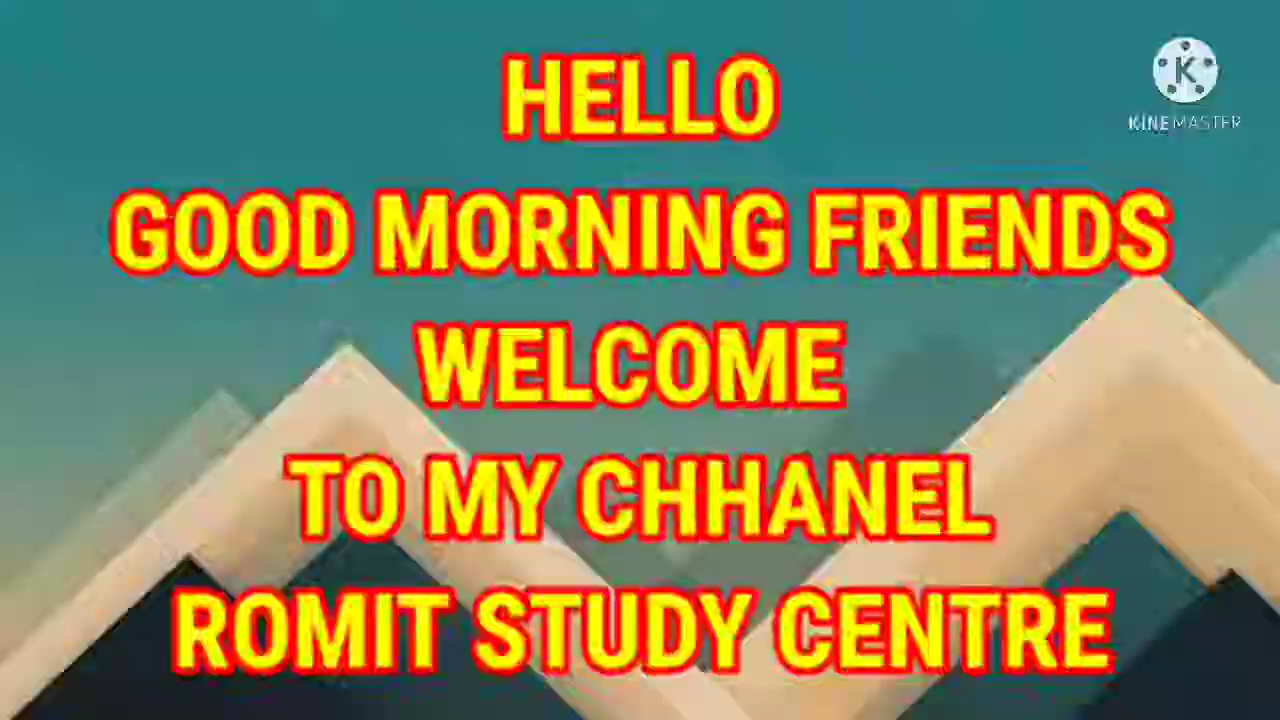 HELLO
GOOD MORNING FRIENDS
WELCOME
TO MY CHHANEL
ROMIT STUDY CENTRE
K
KINEMASTER